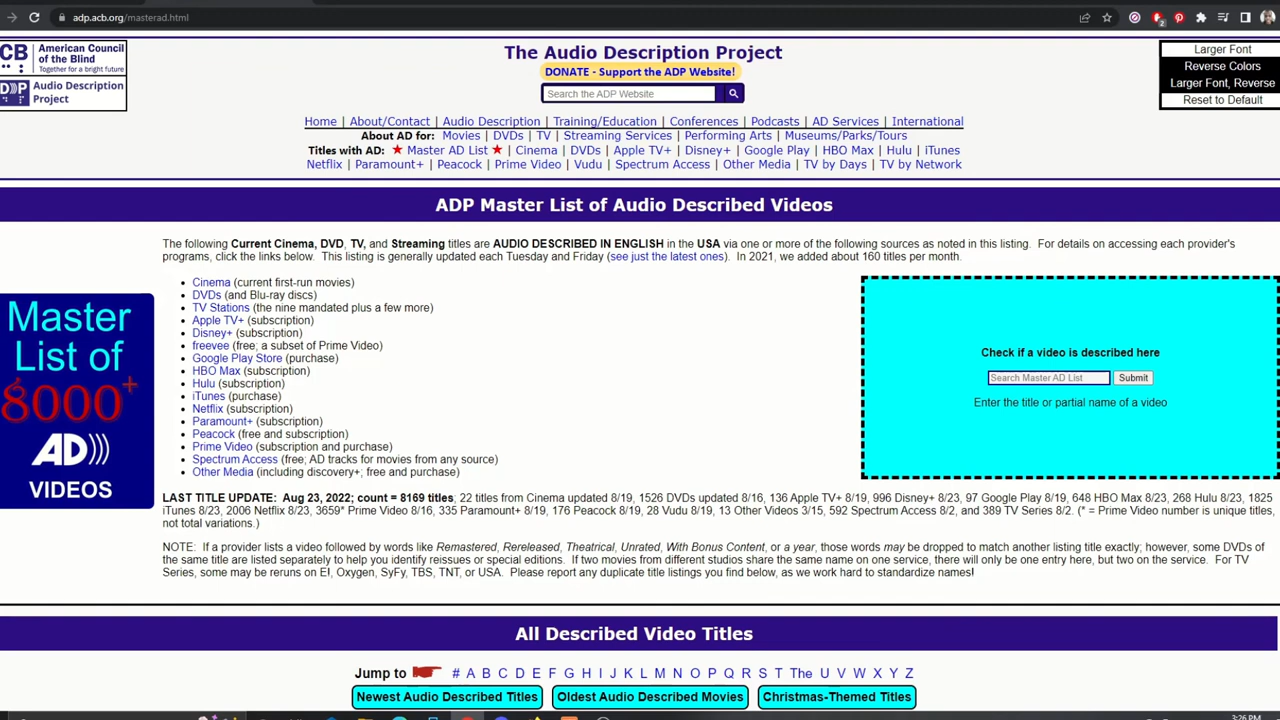 adp.acb.org/masterad.html
2
CB American Council
of the Blind
Together for a bright future
Audio Description
Project
The Audio Description Project
DONATE - Support the ADP Website!
Search the ADP Website
Larger Font
Reverse Colors
Larger Font, Reverse
Reset to Default
Home | About/Contact | Audio Description | Training/Education | Conferences | Podcasts | AD Services | International
About AD for: Movies | DVDs | TV | Streaming Services | Performing Arts | Museums/Parks/Tours
Titles with AD: ★ Master AD List ★ | Cinema | DVDs | Apple TV+ | Disney+ | Google Play | HBO Max | Hulu | iTunes
Netflix | Paramount+ | Peacock | Prime Video | Vudu | Spectrum Access | Other Media | TV by Days | TV by Network
ADP Master List of Audio Described Videos
The following Current Cinema, DVD, TV, and Streaming titles are AUDIO DESCRIBED IN ENGLISH in the USA via one or more of the following sources as noted in this listing. For details on accessing each provider's
programs, click the links below. This listing is generally updated each Tuesday and Friday (see just the latest ones). In 2021, we added about 160 titles per month.
• Cinema (current first-run movies)
• DVDs (and Blu-ray discs)
• TV Stations (the nine mandated plus a few more)
• Apple TV+ (subscription)
• Disney+ (subscription)
• freevee (free; a subset of Prime Video)
• Google Play Store (purchase)
• HBO Max (subscription)
• Hulu (subscription)
• iTunes (purchase)
• Netflix (subscription)
• Paramount+ (subscription)
• Peacock (free and subscription)
• Prime Video (subscription and purchase)
• Spectrum Access (free; AD tracks for movies from any source)
• Other Media (including discovery+; free and purchase)
Master
List of
8000+
AD)))
VIDEOS
Check if a video is described here
Search Master AD List Submit
Enter the title or partial name of a video
LAST TITLE UPDATE: Aug 23, 2022; count = 8169 titles; 22 titles from Cinema updated 8/19, 1526 DVDs updated 8/16, 136 Apple TV+ 8/19, 996 Disney+ 8/23, 97 Google Play 8/19, 648 HBO Max 8/23, 268 Hulu 8/23, 1825
iTunes 8/23, 2006 Netflix 8/23, 3659* Prime Video 8/16, 335 Paramount+ 8/19, 176 Peacock 8/19, 28 Vudu 8/19, 13 Other Videos 3/15, 592 Spectrum Access 8/2, and 389 TV Series 8/2. (* = Prime Video number is unique titles,
not total variations.)
NOTE: If a provider lists a video followed by words like Remastered, Rereleased, Theatrical, Unrated, With Bonus Content, or a year, those words may be dropped to match another listing title exactly; however, some DVDs of
the same title are listed separately to help you identify reissues or special editions. If two movies from different studios share the same name on one service, there will only be one entry here, but two on the service. For TV
Series, some may be reruns on E!, Oxygen, SyFy, TBS, TNT, or USA. Please report any duplicate title listings you find below, as we work hard to standardize names!
All Described Video Titles
Jump to # A B C D E F G H I J K L M N O P Q R S T The U V W X Y Z
Newest Audio Described Titles Oldest Audio Described Movies Christmas-Themed Titles
3:26 PM